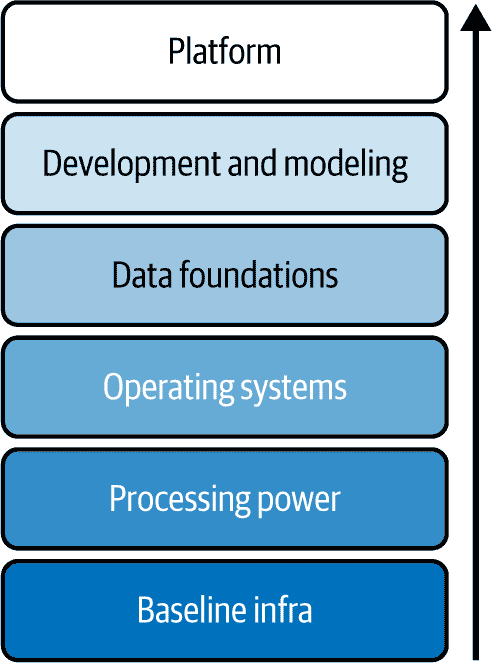 Platform
Development and modeling
Data foundations
Operating systems
Processing power
Baseline infra